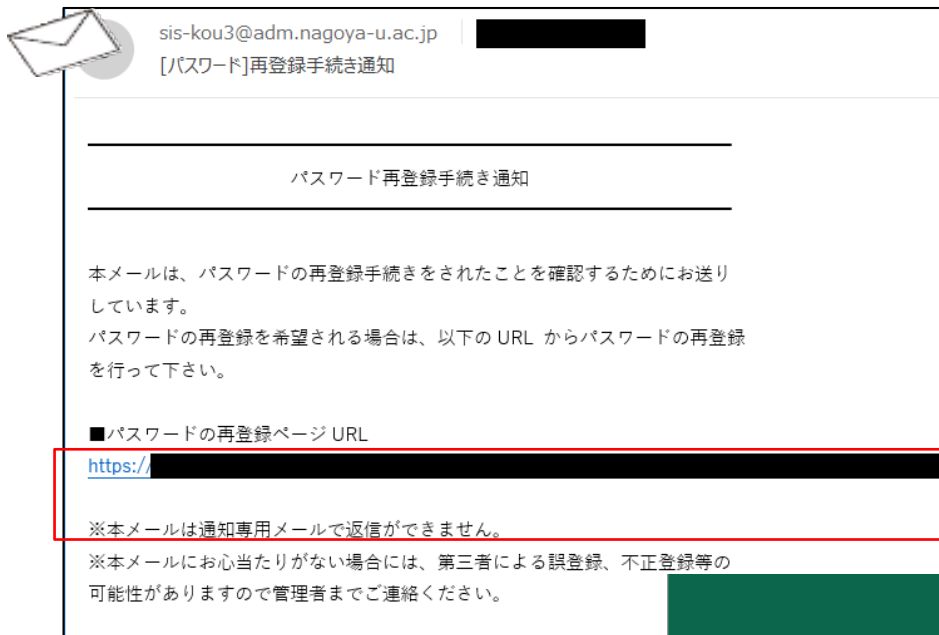 sis-kou3@adm.nagoya-u.ac.jp
[パスワード]再登録手続き通知
パスワード再登録手続き通知
本メールは、パスワードの再登録手続きをされたことを確認するためにお送り
しています。
パスワードの再登録を希望される場合は、以下の URL からパスワードの再登録
を行って下さい。
■パスワードの再登録ページ URL
https://
※本メールは通知専用メールで返信ができません。
※本メールにお心当たりがない場合には、第三者による誤登録、不正登録等の
可能性がありますので管理者までご連絡ください。